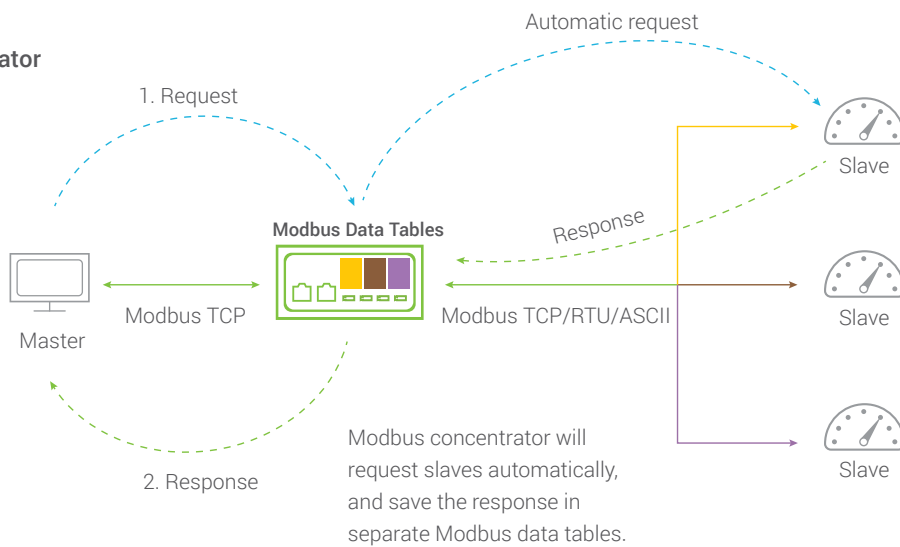 Automatic request
1. Request
Slave
Response
Modbus Data Tables
Modbus TCP
Modbus TCP/RTU/ASCII
Master
Slave
Slave
2. Response
Modbus concentrator will
request slaves automatically,
and save the response in
separate Modbus data tables.